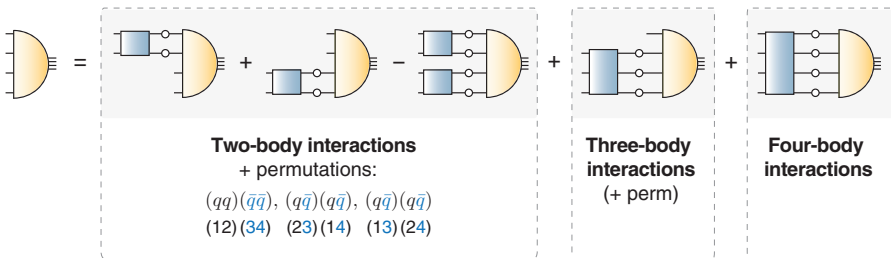 = + − + +
Two-body interactions
+ permutations:
(qq)(q̄q̄), (qq̄)(qq̄), (qq̄)(qq̄)
(12)(34) (23)(14) (13)(24)
Three-body
interactions
(+ perm)
Four-body
interactions